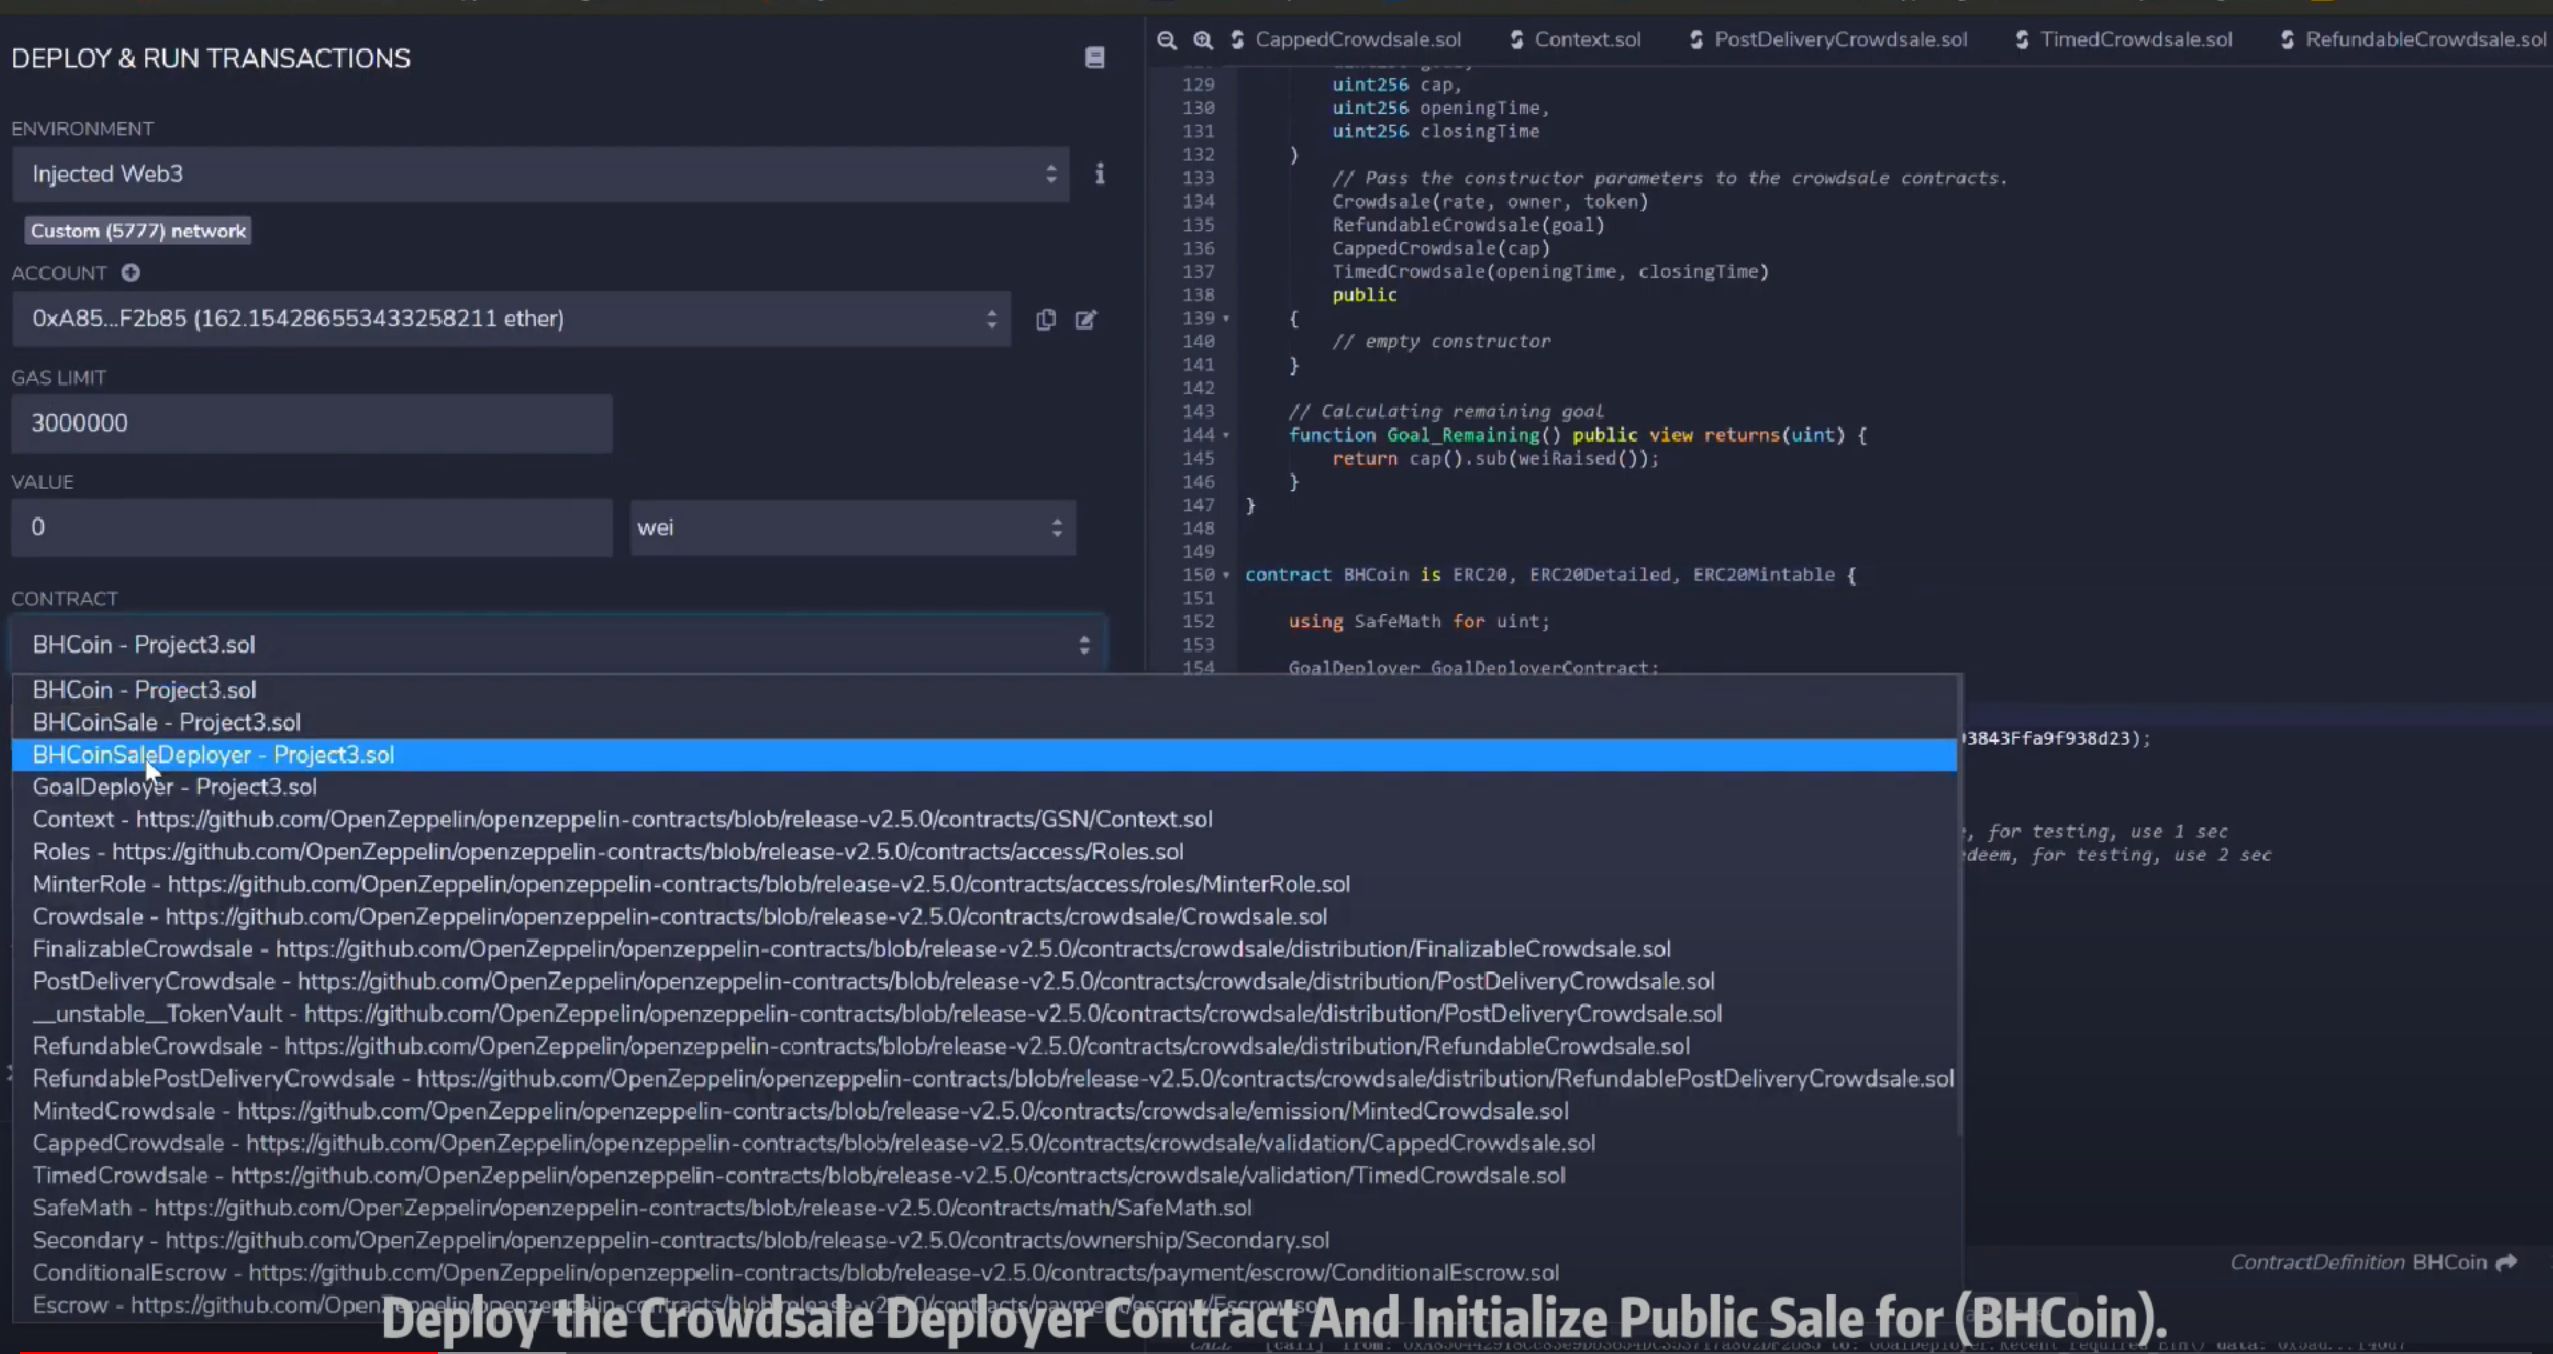 DEPLOY & RUN TRANSACTIONS
ENVIRONMENT
Injected Web3
Custom (5777) network
ACCOUNT
0xA85...F2b85 (162.154286553433258211 ether)
GAS LIMIT
3000000
VALUE
0
wei
CONTRACT
BHCoin - Project3.sol
BHCoin - Project3.sol
BHCoinSale - Project3.sol
BHCoinSaleDeployer - Project3.sol
GoalDeployer - Project3.sol
Context - https://github.com/OpenZeppelin/openzeppelin-contracts/blob/release-v2.5.0/contracts/GSN/Context.sol
Roles - https://github.com/OpenZeppelin/openzeppelin-contracts/blob/release-v2.5.0/contracts/access/Roles.sol
MinterRole - https://github.com/OpenZeppelin/openzeppelin-contracts/blob/release-v2.5.0/contracts/access/roles/MinterRole.sol
Crowdsale - https://github.com/OpenZeppelin/openzeppelin-contracts/blob/release-v2.5.0/contracts/crowdsale/Crowdsale.sol
FinalizableCrowdsale - https://github.com/OpenZeppelin/openzeppelin-contracts/blob/release-v2.5.0/contracts/crowdsale/distribution/FinalizableCrowdsale.sol
PostDeliveryCrowdsale - https://github.com/OpenZeppelin/openzeppelin-contracts/blob/release-v2.5.0/contracts/crowdsale/distribution/PostDeliveryCrowdsale.sol
__unstable__TokenVault - https://github.com/OpenZeppelin/openzeppelin-contracts/blob/release-v2.5.0/contracts/crowdsale/distribution/PostDeliveryCrowdsale.sol
RefundableCrowdsale - https://github.com/OpenZeppelin/openzeppelin-contracts/blob/release-v2.5.0/contracts/crowdsale/distribution/RefundableCrowdsale.sol
RefundablePostDeliveryCrowdsale - https://github.com/OpenZeppelin/openzeppelin-contracts/blob/release-v2.5.0/contracts/crowdsale/distribution/RefundablePostDeliveryCrowdsale.sol
MintedCrowdsale - https://github.com/OpenZeppelin/openzeppelin-contracts/blob/release-v2.5.0/contracts/crowdsale/emission/MintedCrowdsale.sol
CappedCrowdsale - https://github.com/OpenZeppelin/openzeppelin-contracts/blob/release-v2.5.0/contracts/crowdsale/validation/CappedCrowdsale.sol
TimedCrowdsale - https://github.com/OpenZeppelin/openzeppelin-contracts/blob/release-v2.5.0/contracts/crowdsale/validation/TimedCrowdsale.sol
SafeMath - https://github.com/OpenZeppelin/openzeppelin-contracts/blob/release-v2.5.0/contracts/math/SafeMath.sol
Secondary - https://github.com/OpenZeppelin/openzeppelin-contracts/blob/release-v2.5.0/contracts/ownership/Secondary.sol
ConditionalEscrow - https://github.com/OpenZeppelin/openzeppelin-contracts/blob/release-v2.5.0/contracts/payment/escrow/ConditionalEscrow.sol
Escrow - https://github.com/OpenZeppelin/openzeppelin-contracts/blob/release-v2.5.0/contracts/payment/escrow/Escrow.sol
CappedCrowdsale.sol Context.sol PostDeliveryCrowdsale.sol TimedCrowdsale.sol RefundableCrowdsale.sol
129 uint256 cap,
130 uint256 openingTime,
131 uint256 closingTime
132 )
133 // Pass the constructor parameters to the crowdsale contracts.
134 Crowdsale(rate, owner, token)
135 RefundableCrowdsale(goal)
136 CappedCrowdsale(cap)
137 TimedCrowdsale(openingTime, closingTime)
138 public
139 {
140 // empty constructor
141 }
142
143 // Calculating remaining goal
144 function Goal_Remaining() public view returns(uint) {
145 return cap().sub(weiRaised());
146 }
147 }
148
149
150 contract BHCoin is ERC20, ERC20Detailed, ERC20Mintable {
151
152 using SafeMath for uint;
153
154 GoalDeployer GoalDeployerContract;
3843Ffa9f938d23);
, for testing, use 1 sec
deem, for testing, use 2 sec
ContractDefinition BHCoin
Deploy the Crowdsale Deployer Contract And Initialize Public Sale for (BHCoin).